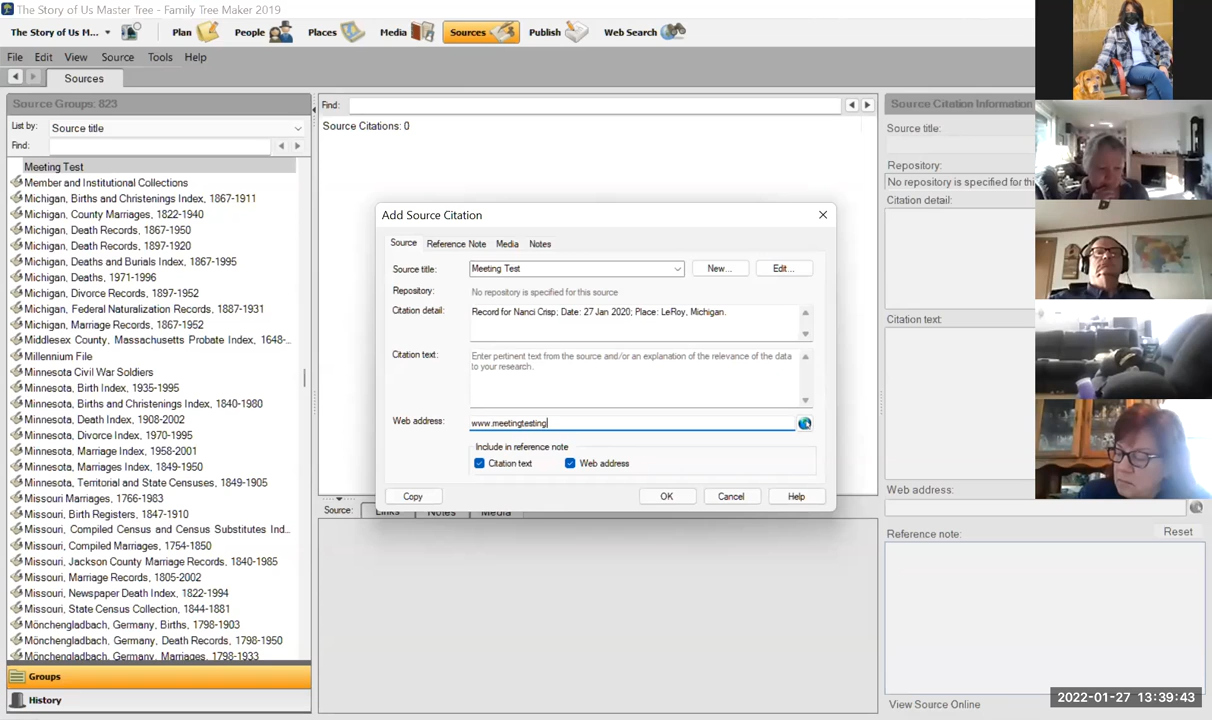 The Story of Us Master Tree - Family Tree Maker 2019
The Story of Us M...
Plan
People
Places
Media
Sources
Publish
Web Search
File Edit View Source Tools Help
Sources
Source Groups: 823
List by: Source title
Find:
Meeting Test
Member and Institutional Collections
Michigan, Births and Christenings Index, 1867-1911
Michigan, County Marriages, 1822-1940
Michigan, Death Records, 1867-1950
Michigan, Death Records, 1897-1920
Michigan, Deaths and Burials Index, 1867-1995
Michigan, Deaths, 1971-1996
Michigan, Divorce Records, 1897-1952
Michigan, Federal Naturalization Records, 1887-1931
Michigan, Marriage Records, 1867-1952
Middlesex County, Massachusetts Probate Index, 1648-..
Millennium File
Minnesota Civil War Soldiers
Minnesota, Birth Index, 1935-1995
Minnesota, Births and Christenings Index, 1840-1980
Minnesota, Death Index, 1908-2002
Minnesota, Divorce Index, 1970-1995
Minnesota, Marriage Index, 1958-2001
Minnesota, Marriages Index, 1849-1950
Minnesota, Territorial and State Censuses, 1849-1905
Missouri Marriages, 1766-1983
Missouri, Birth Registers, 1847-1910
Missouri, Compiled Census and Census Substitutes Ind...
Missouri, Compiled Marriages, 1754-1850
Missouri, Jackson County Marriage Records, 1840-1985
Missouri, Marriage Records, 1805-2002
Missouri, Newspaper Death Index, 1822-1994
Missouri, State Census Collection, 1844-1881
Mönchengladbach, Germany, Births, 1798-1903
Mönchengladbach, Germany, Death Records, 1798-1950
Mönchengladbach, Germany, Marriages, 1798-1933
Groups
History
Find:
Source Citations: 0
Add Source Citation
Source Reference Note Media Notes
Source title: Meeting Test New... Edit...
Repository: No repository is specified for this source
Citation detail: Record for Nanci Crisp; Date: 27 Jan 2020; Place: LeRoy, Michigan.
Citation text: Enter pertinent text from the source and/or an explanation of the relevance of the data
to your research.
Web address: www.meetingtesting
Include in reference note
Citation text Web address
Copy OK Cancel Help
Source: Links Notes Media
Source Citation Information
Source title:
Repository:
No repository is specified for thi
Citation detail:
Citation text:
Web address:
Reference note: Reset
View Source Online
2022-01-27 13:39:43